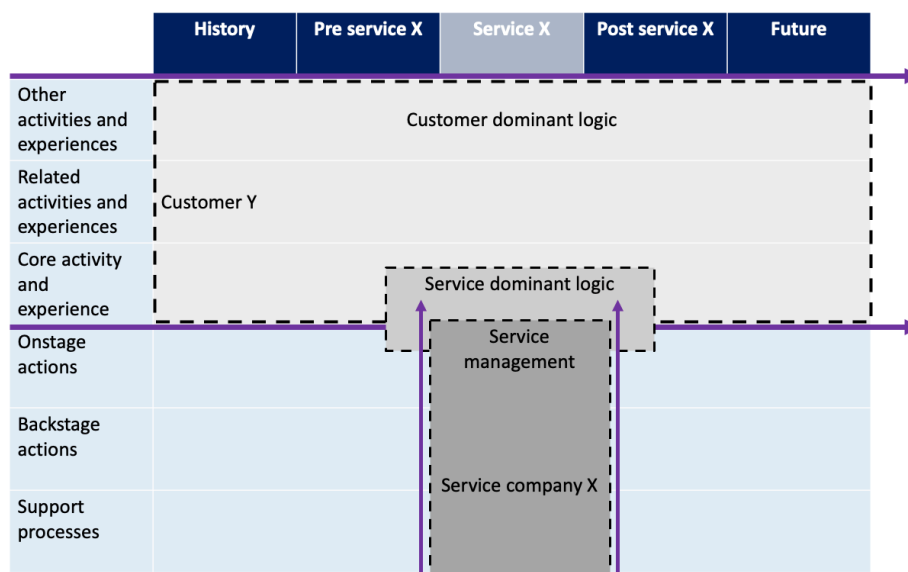 History
Pre service X
Service X
Post service X
Future
Other
activities and
experiences
Customer dominant logic
Related
activities and
experiences
Customer Y
Core activity
and
experience
Service dominant logic
Onstage
actions
Service
management
Backstage
actions
Service company X
Support
processes